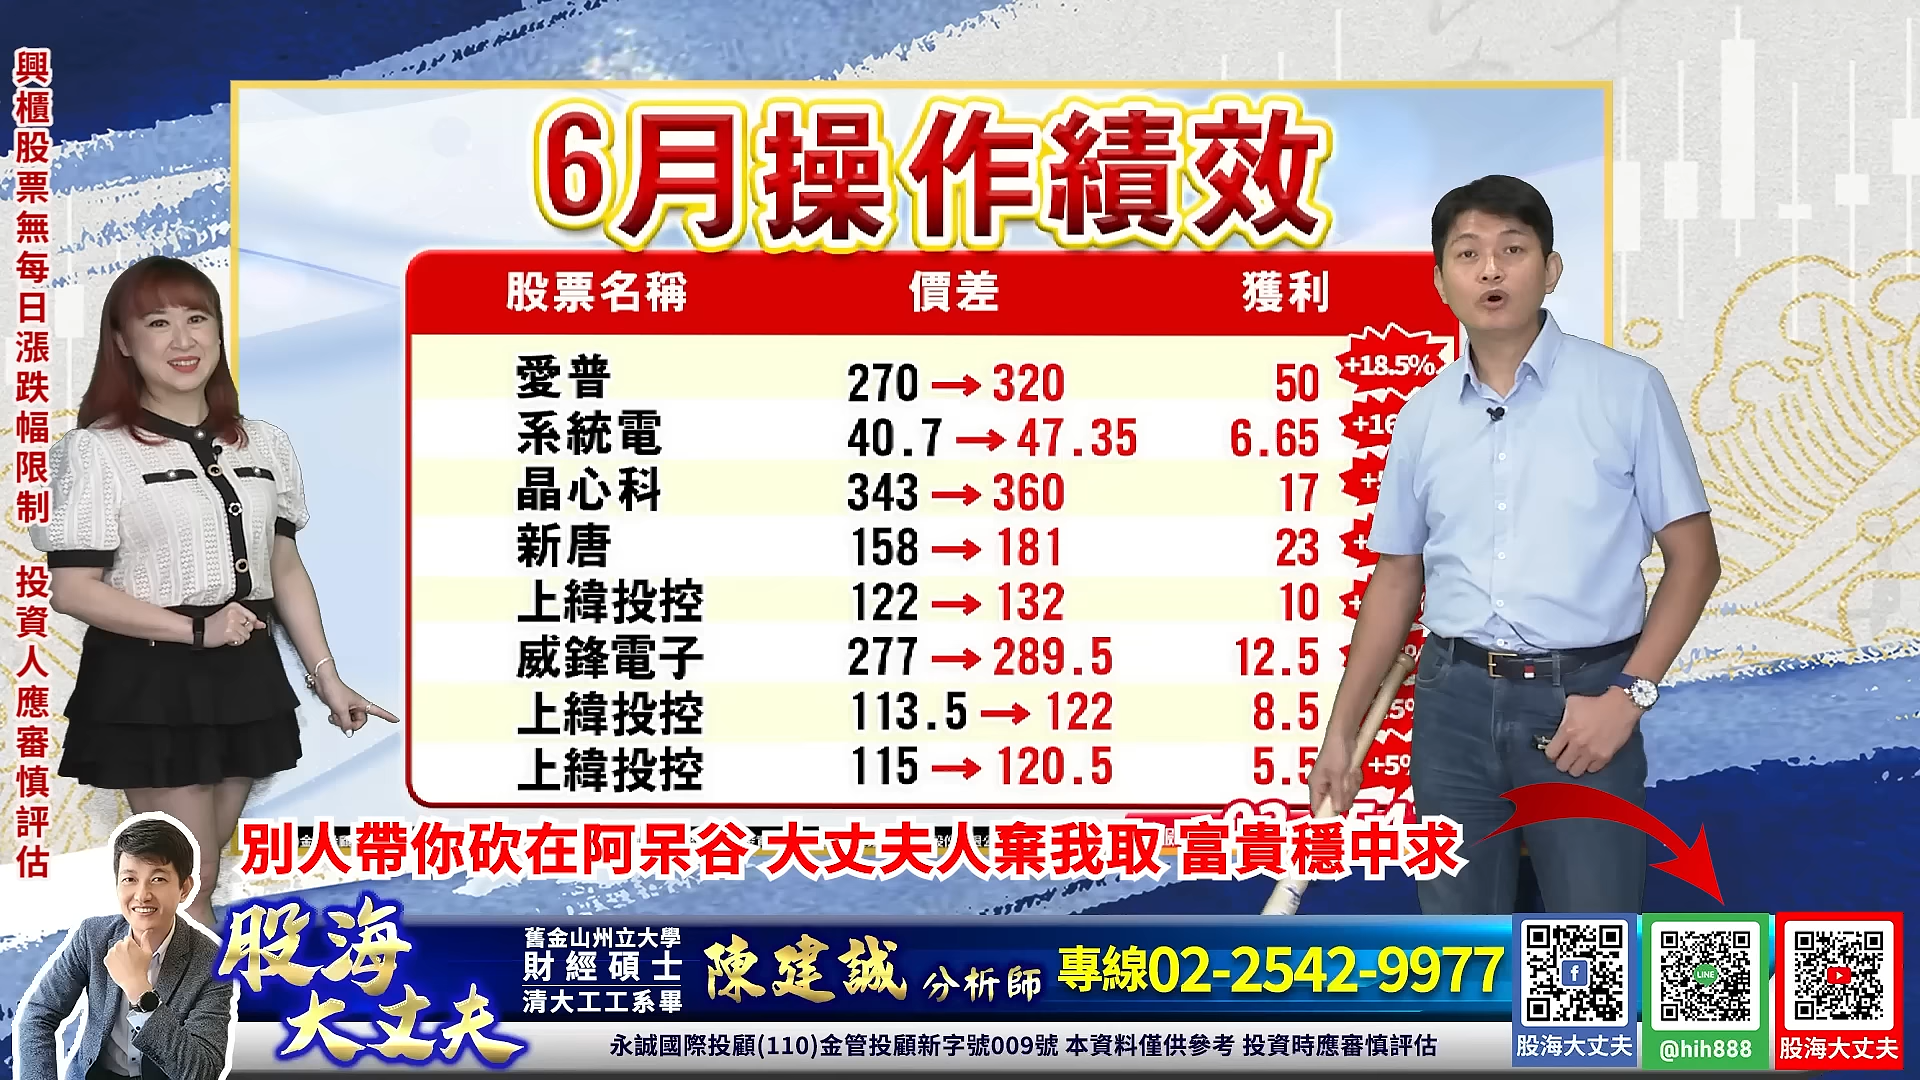 興櫃股票無每日漲跌幅限制 投資人應審慎評估
6月操作績效
股票名稱 價差 獲利
愛普 270→320 50 +18.5%
系統電 40.7→47.35 6.65
晶心科 343→360 17
新唐 158→181 23
上緯投控 122→132 10
威鋒電子 277→289.5 12.5
上緯投控 113.5→122 8.5
上緯投控 115→120.5 5.5 +5%
別人帶你砍在阿呆谷 大丈夫人棄我取 富貴穩中求
股海大丈夫
舊金山州立大學
財經碩士
清大工工系畢
陳建誠 分析師
專線02-2542-9977
永誠國際投顧(110)金管投顧新字號009號 本資料僅供參考 投資時應審慎評估
股海大丈夫
LINE
@hih888
股海大丈夫